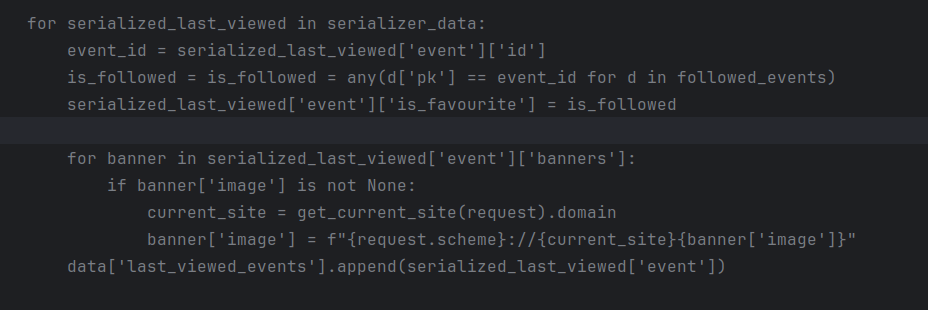 for serialized_last_viewed in serializer_data:
    event_id = serialized_last_viewed['event']['id']
    is_followed = is_followed = any(d['pk'] == event_id for d in followed_events)
    serialized_last_viewed['event']['is_favourite'] = is_followed

    for banner in serialized_last_viewed['event']['banners']:
        if banner['image'] is not None:
            current_site = get_current_site(request).domain
            banner['image'] = f"{request.scheme}://{current_site}{banner['image']}"
    data['last_viewed_events'].append(serialized_last_viewed['event'])